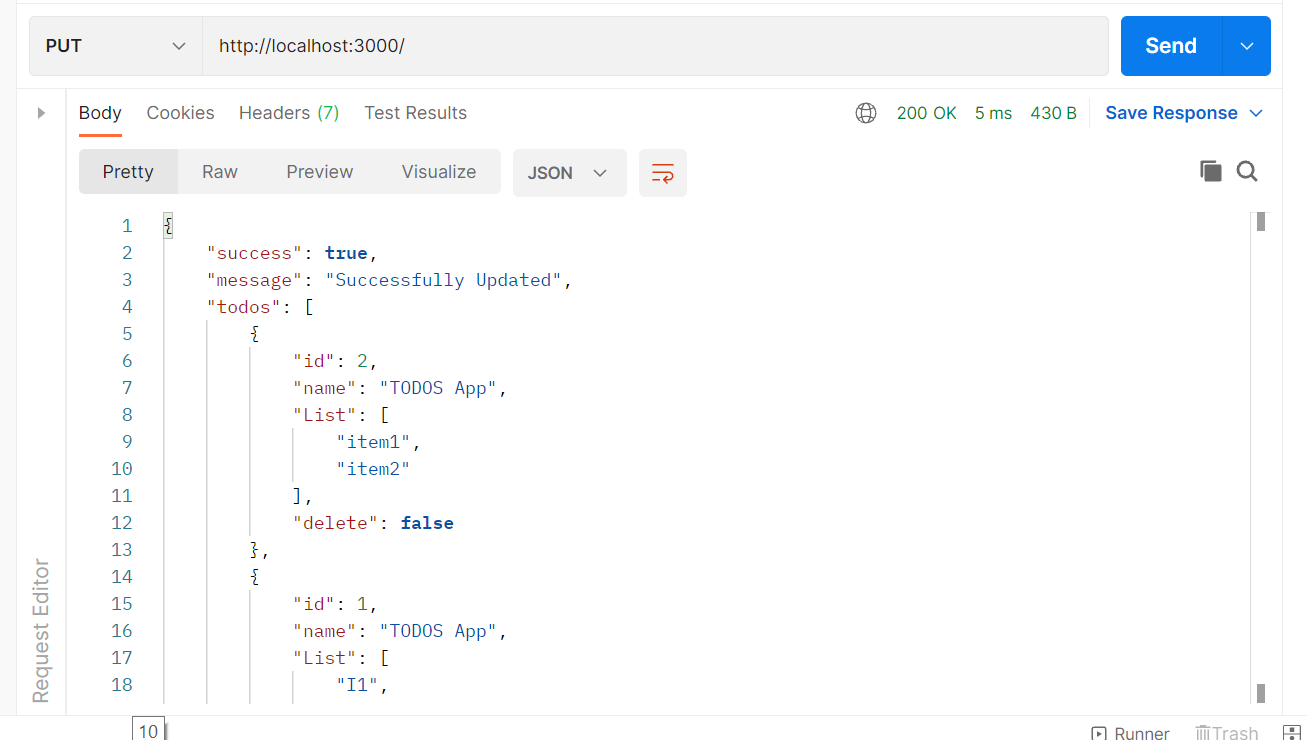 PUT http://localhost:3000/ Send
Body Cookies Headers (7) Test Results 200 OK 5 ms 430 B Save Response
Pretty Raw Preview Visualize JSON
1 {
2 "success": true,
3 "message": "Successfully Updated",
4 "todos": [
5 {
6 "id": 2,
7 "name": "TODOS App",
8 "List": [
9 "item1",
10 "item2"
11 ],
12 "delete": false
13 },
14 {
15 "id": 1,
16 "name": "TODOS App",
17 "List": [
18 "I1",
Request Editor
10 Runner Trash